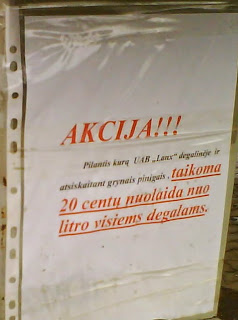 AKCIJA!!!
Pilantis kurą UAB „Lanx" degalinėje ir
atsiskaitant grynais pinigais , taikoma
20 centų nuolaida nuo
litro visiems degalams.